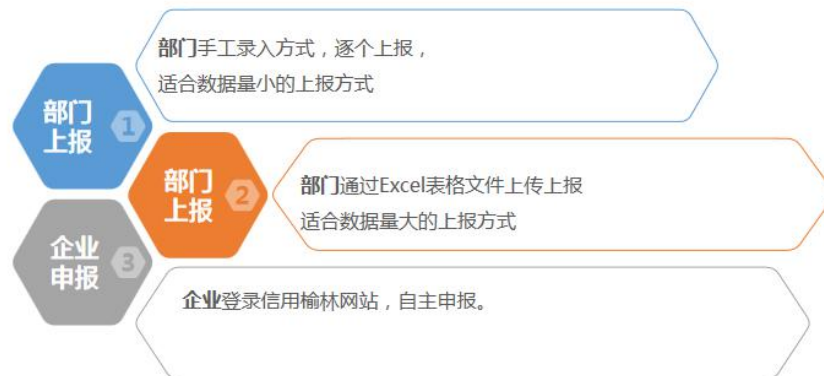 部门手工录入方式，逐个上报，
适合数据量小的上报方式
部门
上报
1
部门
上报
2
部门通过Excel表格文件上传上报
适合数据量大的上报方式
企业
申报
3
企业登录信用榆林网站，自主申报。